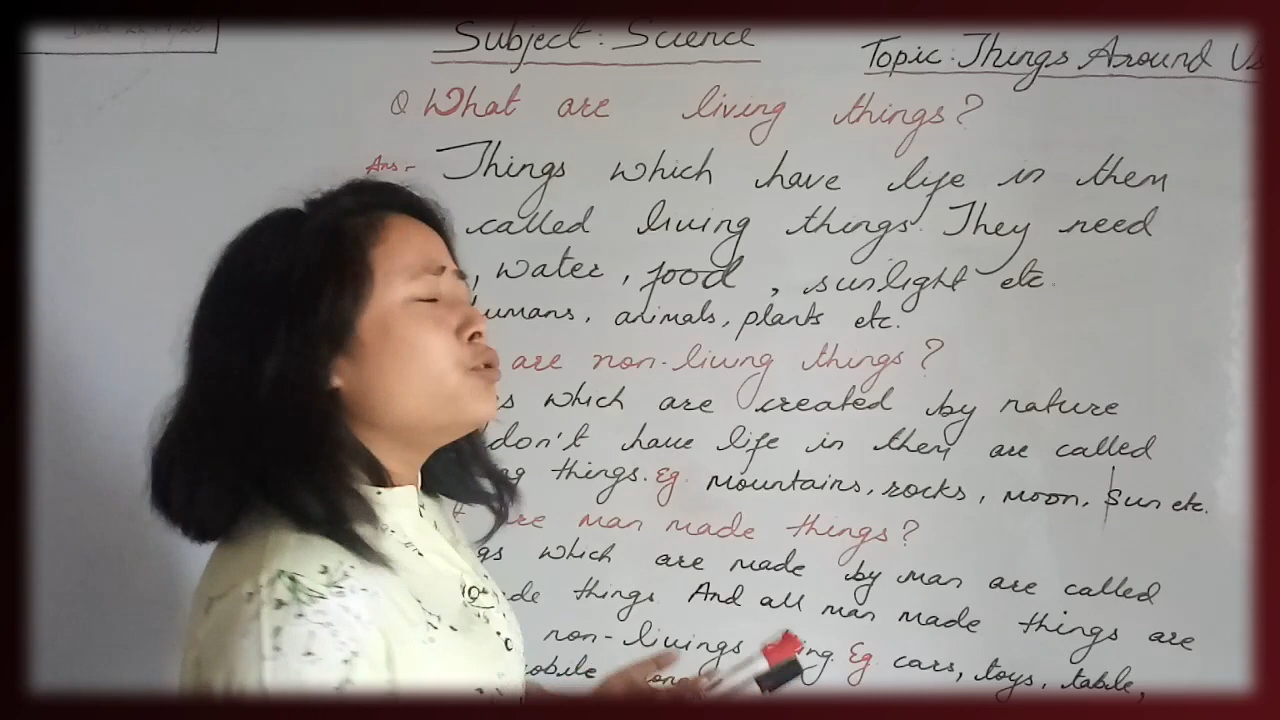 Subject: Science
Topic: Things Around Us
Q What are living things?
Ans- Things which have life in them
called living things. They need
, water, food, sunlight etc.
umans, animals, plants etc.
are non-living things?
s which are created by nature
don't have life in them are called
ng things. Eg. mountains, rocks, moon, Sun etc.
t are man made things?
gs which are made by man are called
de things. And all man made things are
non-livings ing. Eg. cars, toys, table,
obile